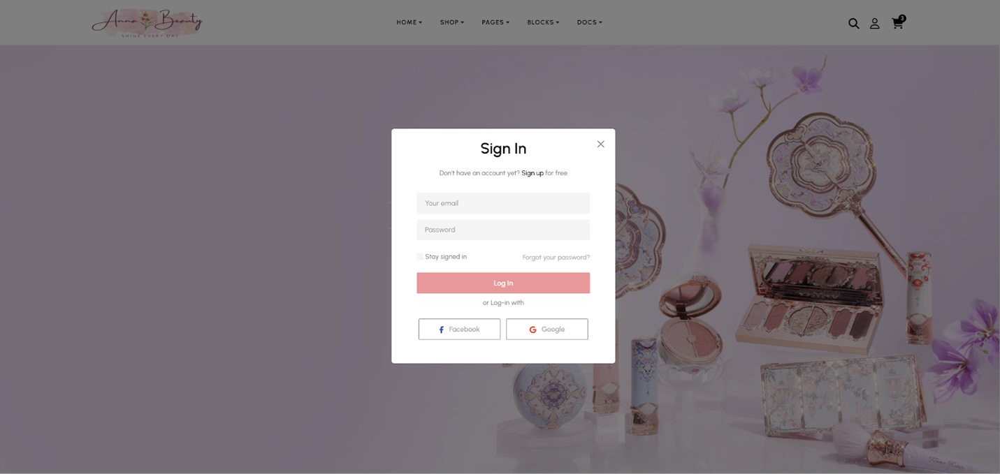 Anna Beauty
SHINE EVERY DAY
HOME
SHOP
PAGES
BLOCKS
DOCS
3
Sign In
Don't have an account yet? Sign up for free
Your email
Password
Stay signed in
Forgot your password?
Log In
or Log-in with
Facebook
Google